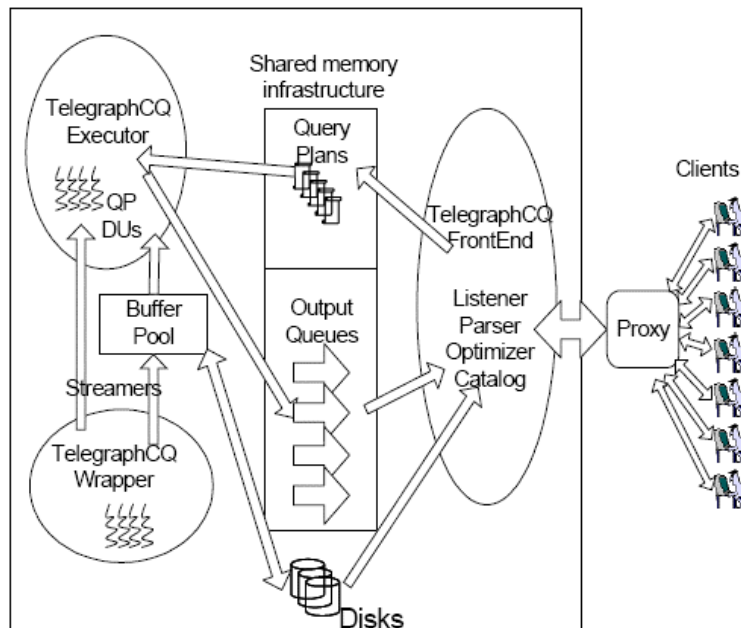 Shared memory
infrastructure
TelegraphCQ
Executor
QP
DUs
Query
Plans
TelegraphCQ
FrontEnd
Listener
Parser
Optimizer
Catalog
Clients
Proxy
Buffer
Pool
Output
Queues
Streamers
TelegraphCQ
Wrapper
Disks